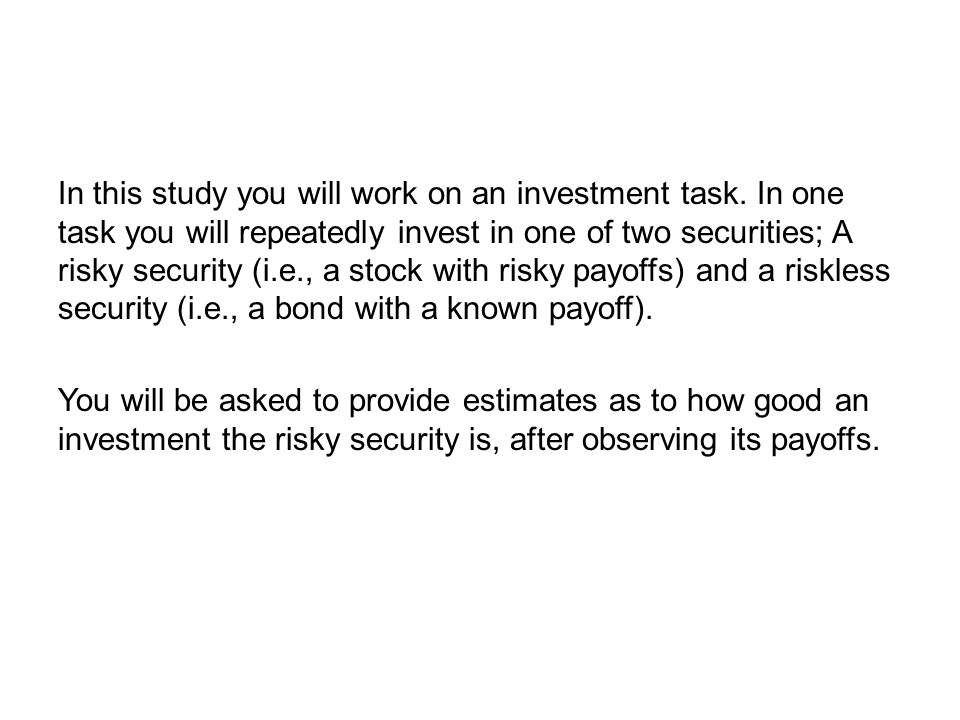 In this study you will work on an investment task. In one
task you will repeatedly invest in one of two securities; A
risky security (i.e., a stock with risky payoffs) and a riskless
security (i.e., a bond with a known payoff).
You will be asked to provide estimates as to how good an
investment the risky security is, after observing its payoffs.